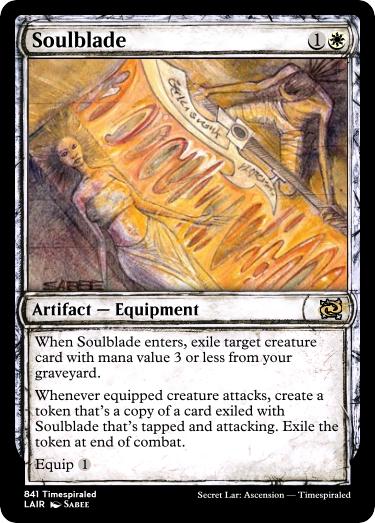 Soulblade 1
SABEE
Artifact — Equipment
When Soulblade enters, exile target creature
card with mana value 3 or less from your
graveyard.
Whenever equipped creature attacks, create a
token that's a copy of a card exiled with
Soulblade that's tapped and attacking. Exile the
token at end of combat.
Equip 1
841 Timespiraled
LAIR SABEE
Secret Lar: Ascension — Timespiraled